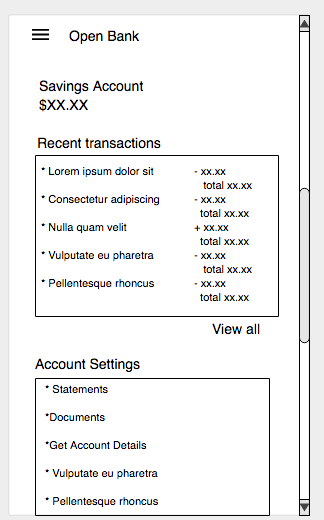 Open Bank
Savings Account
$XX.XX
Recent transactions
* Lorem ipsum dolor sit - xx.xx
total xx.xx
* Consectetur adipiscing - xx.xx
total xx.xx
* Nulla quam velit + xx.xx
total xx.xx
* Vulputate eu pharetra - xx.xx
total xx.xx
* Pellentesque rhoncus - xx.xx
total xx.xx
View all
Account Settings
* Statements
*Documents
*Get Account Details
* Vulputate eu pharetra
* Pellentesque rhoncus